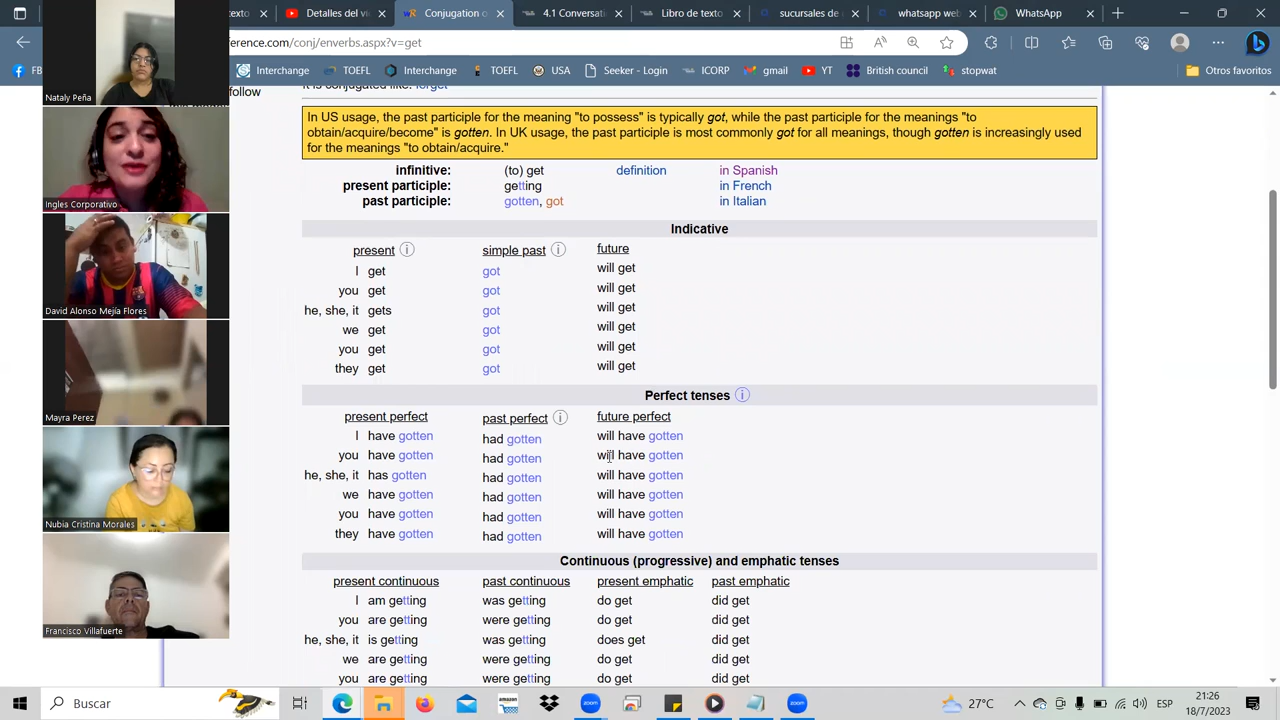 texto
Conjugation
4.1 Conversatio
sucursales de
WhatsApp
ference.com/conj/enverbs.aspx?v=get
FB
Interchange
TOEFL
Interchange
TOEFL
USA
Seeker - Login
ICORP
gmail
YT
British council
stopwat
Otros favoritos
follow
It is conjugated like: forget
In US usage, the past participle for the meaning "to possess" is typically got, while the past participle for the meanings "to
obtain/acquire/become" is gotten. In UK usage, the past participle is most commonly got for all meanings, though gotten is increasingly used
for the meanings "to obtain/acquire."
infinitive: (to) get definition in Spanish
present participle: getting in French
past participle: gotten, got in Italian
Indicative
present simple past future
I get got will get
you get got will get
he, she, it gets got will get
we get got will get
you get got will get
they get got will get
Perfect tenses
present perfect past perfect future perfect
I have gotten had gotten will have gotten
you have gotten had gotten will have gotten
he, she, it has gotten had gotten will have gotten
we have gotten had gotten will have gotten
you have gotten had gotten will have gotten
they have gotten had gotten will have gotten
Continuous (progressive) and emphatic tenses
present continuous past continuous present emphatic past emphatic
I am getting was getting do get did get
you are getting were getting do get did get
he, she, it is getting was getting does get did get
we are getting were getting do get did get
you are getting were getting do get did get
Nataly Peña
Ingles Corporativo
David Alonso Mejía Flores
Mayra Perez
Nubia Cristina Morales
Francisco Villafuerte
Buscar
amazon
zoom
zoom
27°C
ESP
11:26
18/7/2023